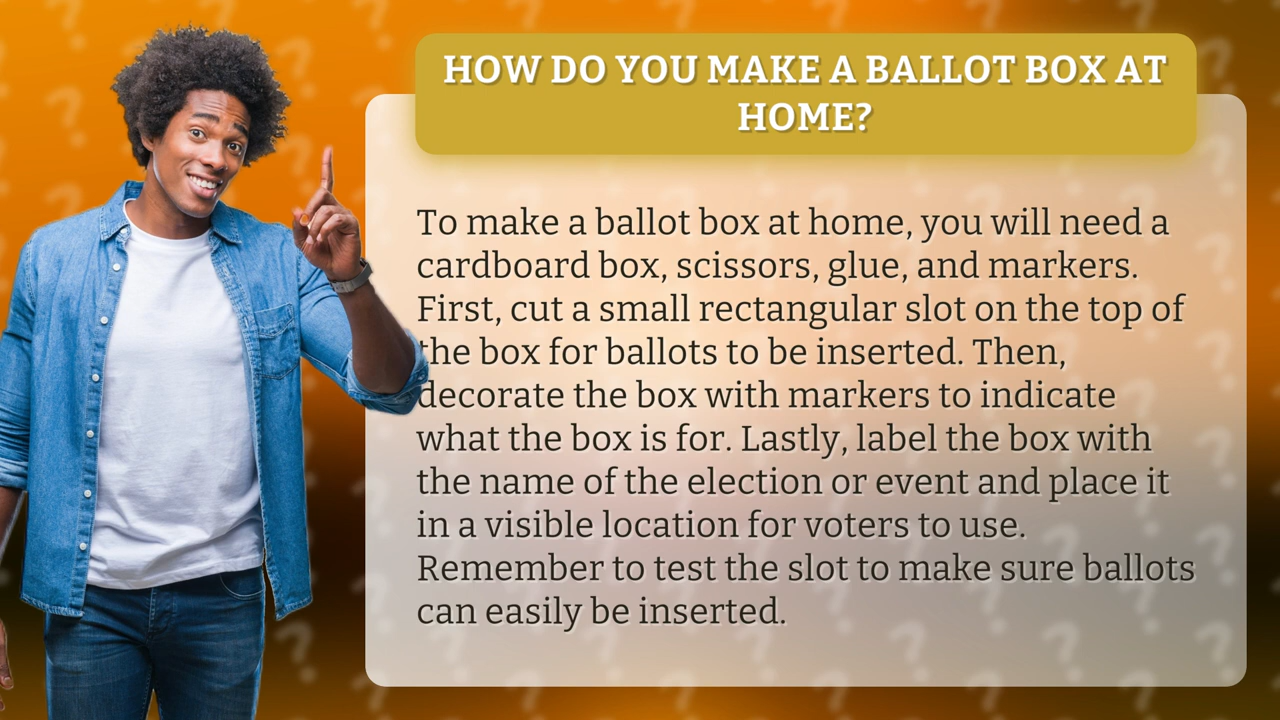 HOW DO YOU MAKE A BALLOT BOX AT
HOME?
To make a ballot box at home, you will need a
cardboard box, scissors, glue, and markers.
First, cut a small rectangular slot on the top of
the box for ballots to be inserted. Then,
decorate the box with markers to indicate
what the box is for. Lastly, label the box with
the name of the election or event and place it
in a visible location for voters to use.
Remember to test the slot to make sure ballots
can easily be inserted.